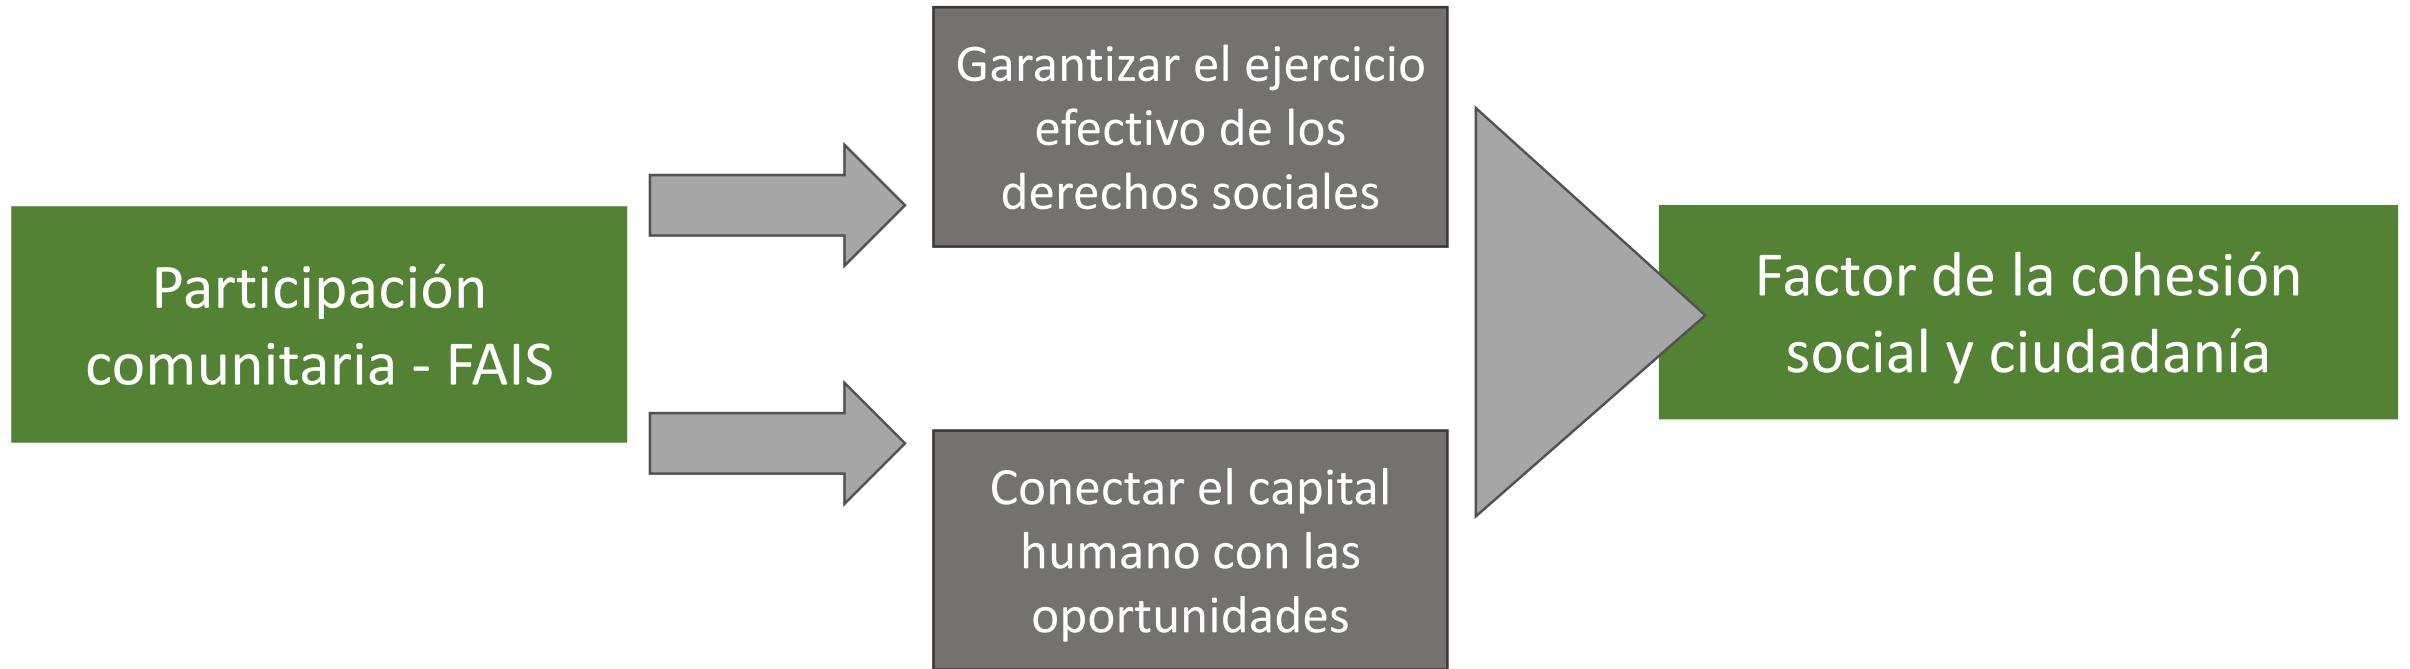 Participación
comunitaria - FAIS
Garantizar el ejercicio
efectivo de los
derechos sociales
Conectar el capital
humano con las
oportunidades
Factor de la cohesión
social y ciudadanía